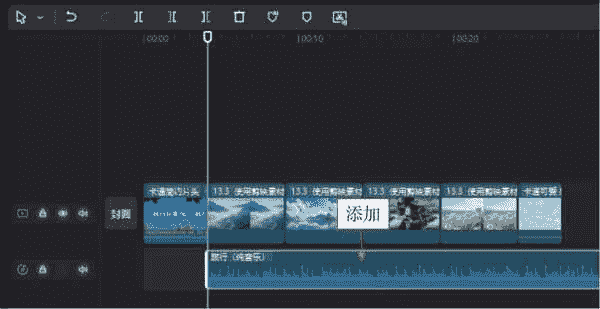 00:00
00:10
00:20
卡通简约片头
13.3 使用剪映素材
13.3 使用剪映素材
13.3 使用剪映素材
13.3 使用剪映素材
卡通可爱
封面
添加
旅行（纯音乐）